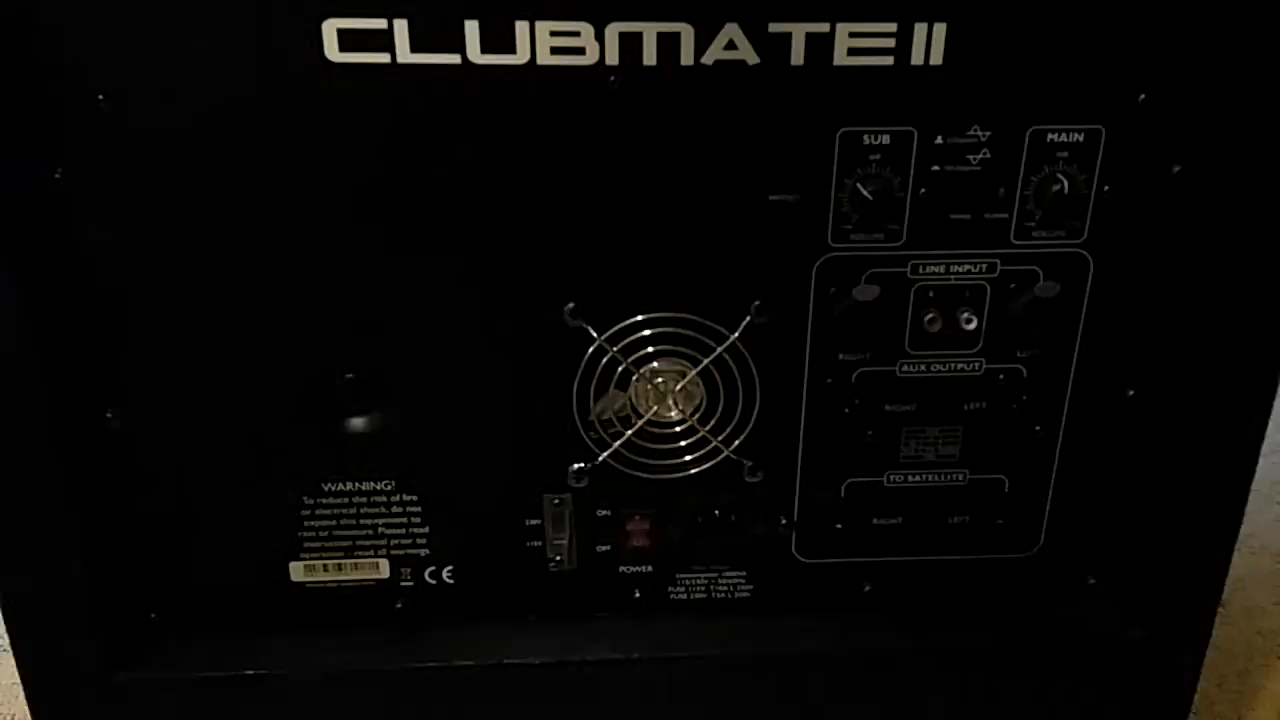 CLUBMATE II
SUB
MAIN
LINE INPUT
R L
RIGHT LEFT
AUX OUTPUT
RIGHT LEFT
TO SATELLITE
RIGHT LEFT
WARNING!
To reduce the risk of fire
or electrical shock, do not
expose this equipment to
rain or moisture. Please read
instruction manual prior to
operation - read all warnings.
CE
230V
115V
ON
OFF
POWER